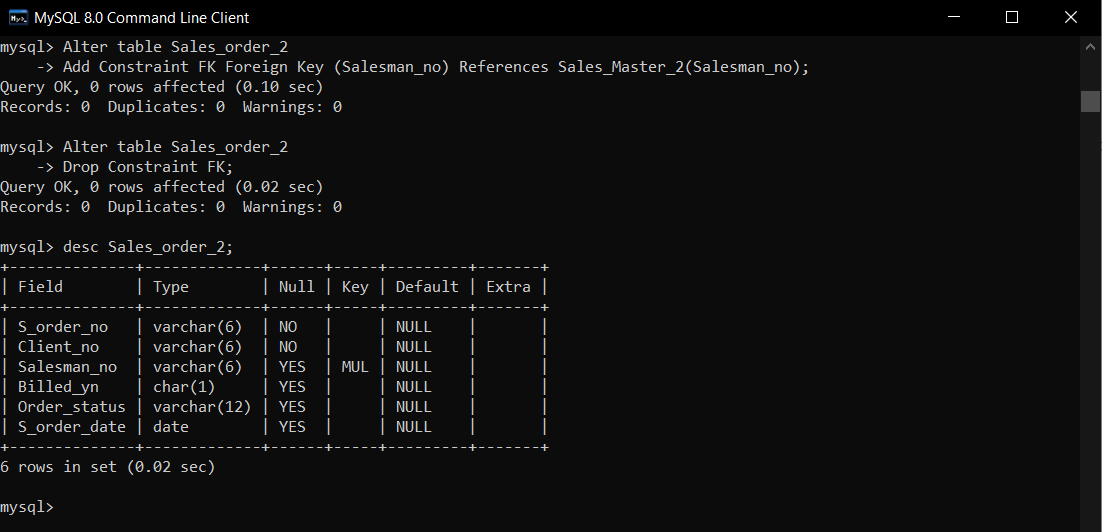 MySQL 8.0 Command Line Client
mysql> Alter table Sales_order_2
    -> Add Constraint FK Foreign Key (Salesman_no) References Sales_Master_2(Salesman_no);
Query OK, 0 rows affected (0.10 sec)
Records: 0  Duplicates: 0  Warnings: 0
mysql> Alter table Sales_order_2
    -> Drop Constraint FK;
Query OK, 0 rows affected (0.02 sec)
Records: 0  Duplicates: 0  Warnings: 0
mysql> desc Sales_order_2;
+--------------+-------------+------+-----+---------+-------+
| Field        | Type        | Null | Key | Default | Extra |
+--------------+-------------+------+-----+---------+-------+
| S_order_no   | varchar(6)  | NO   |     | NULL    |       |
| Client_no    | varchar(6)  | NO   |     | NULL    |       |
| Salesman_no  | varchar(6)  | YES  | MUL | NULL    |       |
| Billed_yn    | char(1)     | YES  |     | NULL    |       |
| Order_status | varchar(12) | YES  |     | NULL    |       |
| S_order_date | date        | YES  |     | NULL    |       |
+--------------+-------------+------+-----+---------+-------+
6 rows in set (0.02 sec)
mysql>